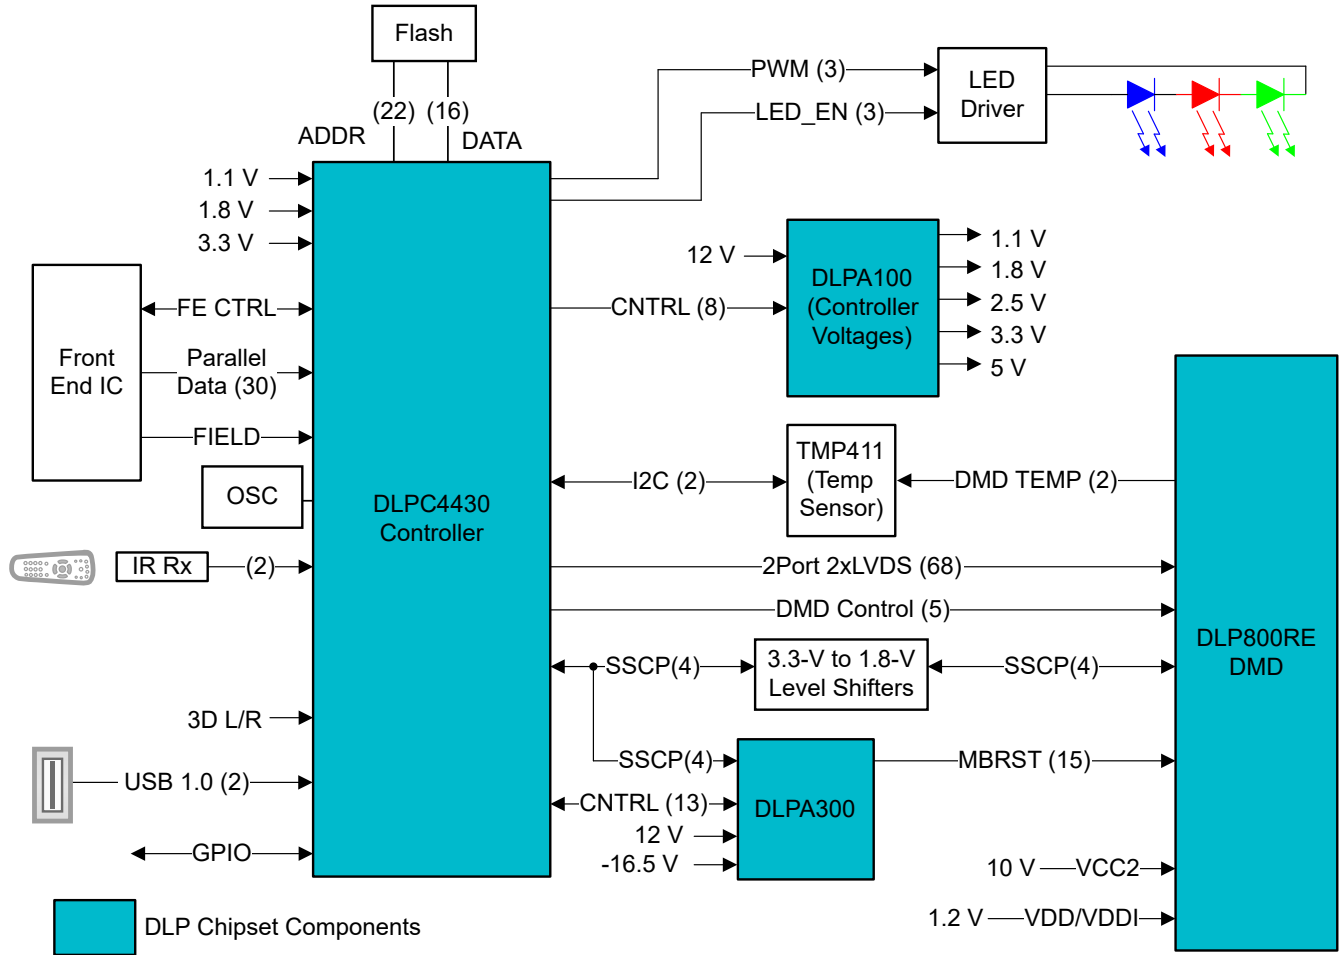 Flash
(22)
(16)
ADDR
DATA
PWM (3)
LED_EN (3)
LED
Driver
1.1 V
1.8 V
3.3 V
12 V
CNTRL (8)
DLPA100
(Controller
Voltages)
1.1 V
1.8 V
2.5 V
3.3 V
5 V
Front
End IC
FE CTRL
Parallel
Data (30)
FIELD
OSC
DLPC4430
Controller
I2C (2)
TMP411
(Temp
Sensor)
DMD TEMP (2)
IR Rx
(2)
2Port 2xLVDS (68)
DMD Control (5)
DLP800RE
DMD
SSCP(4)
3.3-V to 1.8-V
Level Shifters
SSCP(4)
3D L/R
USB 1.0 (2)
GPIO
SSCP(4)
CNTRL (13)
12 V
-16.5 V
DLPA300
MBRST (15)
10 V
VCC2
1.2 V
VDD/VDDI
DLP Chipset Components